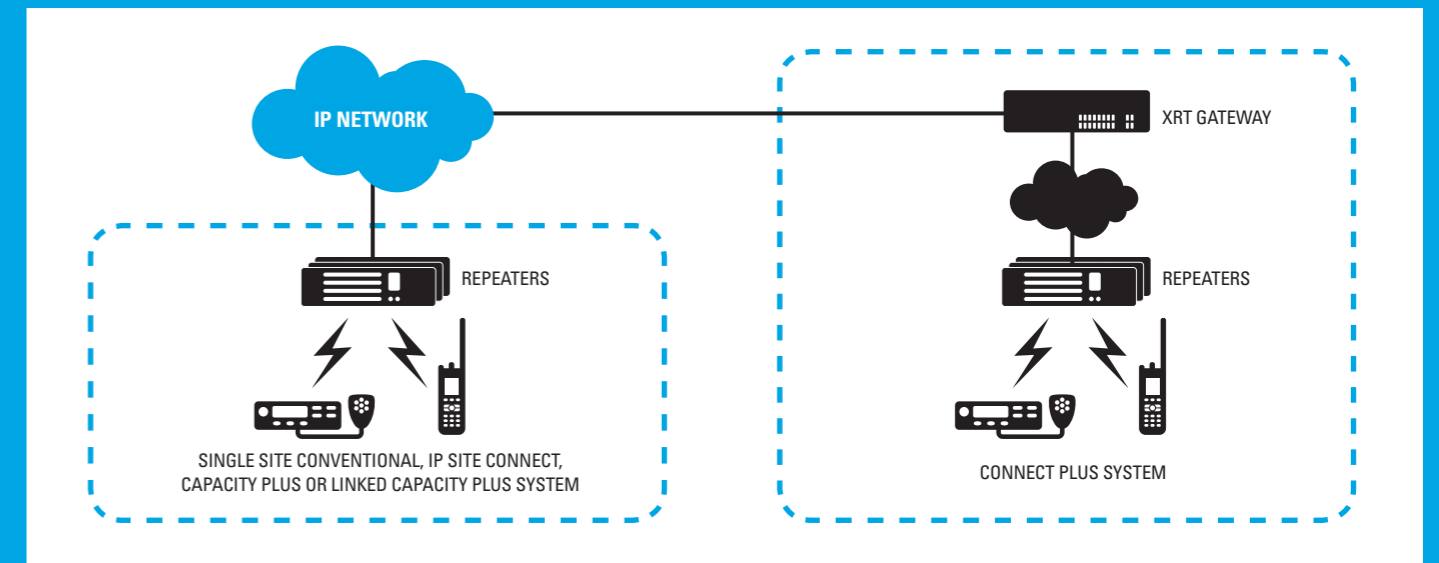 IP NETWORK
XRT GATEWAY
REPEATERS
REPEATERS
SINGLE SITE CONVENTIONAL, IP SITE CONNECT,
CAPACITY PLUS OR LINKED CAPACITY PLUS SYSTEM
CONNECT PLUS SYSTEM